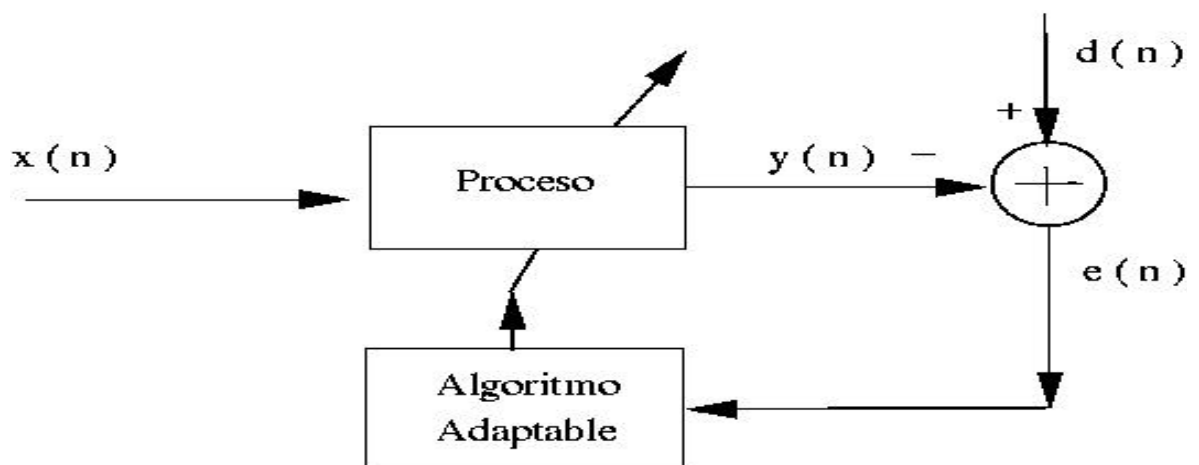 d ( n )
+
x ( n )
Proceso
y ( n ) −
+
e ( n )
Algoritmo
Adaptable